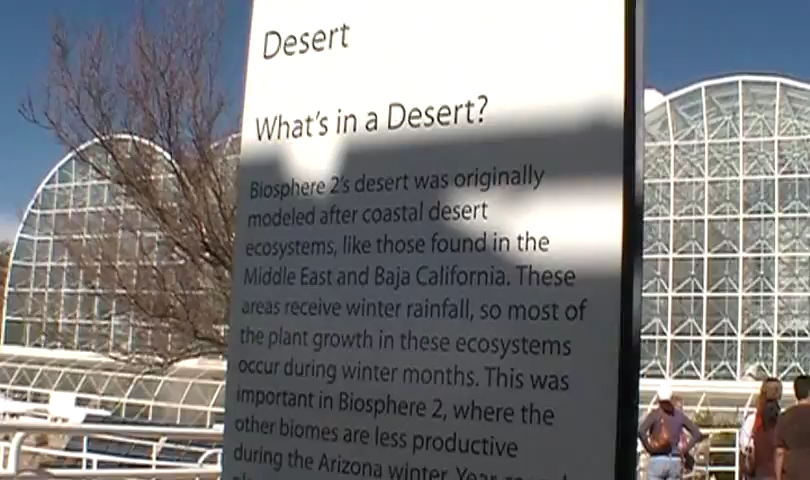 Desert
What's in a Desert?
Biosphere 2's desert was originally
modeled after coastal desert
ecosystems, like those found in the
Middle East and Baja California. These
areas receive winter rainfall, so most of
the plant growth in these ecosystems
occur during winter months. This was
important in Biosphere 2, where the
other biomes are less productive
during the Arizona winter. Year